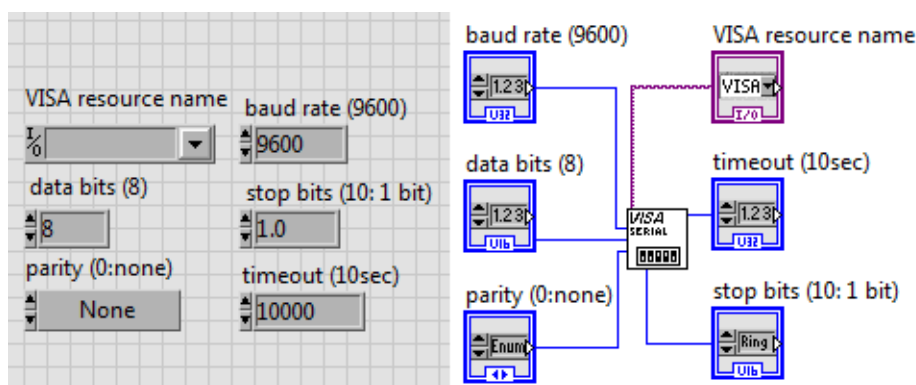 VISA resource name
I/O
baud rate (9600)
9600
data bits (8)
8
stop bits (10: 1 bit)
1.0
parity (0:none)
None
timeout (10sec)
10000
baud rate (9600)
1.23
U32
VISA resource name
VISA
I/O
data bits (8)
1.23
U16
VISA
SERIAL
timeout (10sec)
1.23
U32
parity (0:none)
Enum
stop bits (10: 1 bit)
Ring
U16